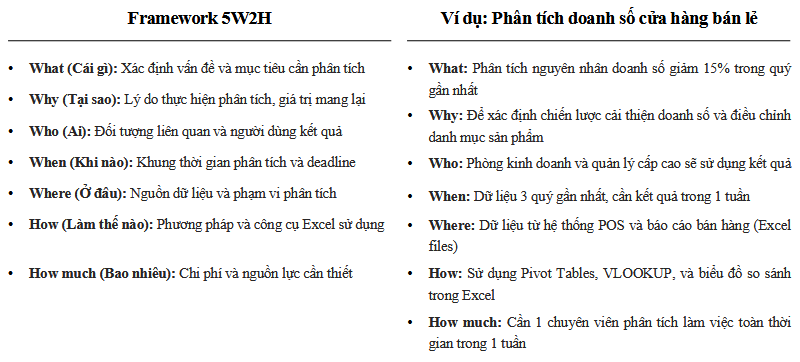 Framework 5W2H
• What (Cái gì): Xác định vấn đề và mục tiêu cần phân tích
• Why (Tại sao): Lý do thực hiện phân tích, giá trị mang lại
• Who (Ai): Đối tượng liên quan và người dùng kết quả
• When (Khi nào): Khung thời gian phân tích và deadline
• Where (Ở đâu): Nguồn dữ liệu và phạm vi phân tích
• How (Làm thế nào): Phương pháp và công cụ Excel sử dụng
• How much (Bao nhiêu): Chi phí và nguồn lực cần thiết
Ví dụ: Phân tích doanh số cửa hàng bán lẻ
• What: Phân tích nguyên nhân doanh số giảm 15% trong quý
gần nhất
• Why: Để xác định chiến lược cải thiện doanh số và điều chỉnh
danh mục sản phẩm
• Who: Phòng kinh doanh và quản lý cấp cao sẽ sử dụng kết quả
• When: Dữ liệu 3 quý gần nhất, cần kết quả trong 1 tuần
• Where: Dữ liệu từ hệ thống POS và báo cáo bán hàng (Excel
files)
• How: Sử dụng Pivot Tables, VLOOKUP, và biểu đồ so sánh
trong Excel
• How much: Cần 1 chuyên viên phân tích làm việc toàn thời
gian trong 1 tuần